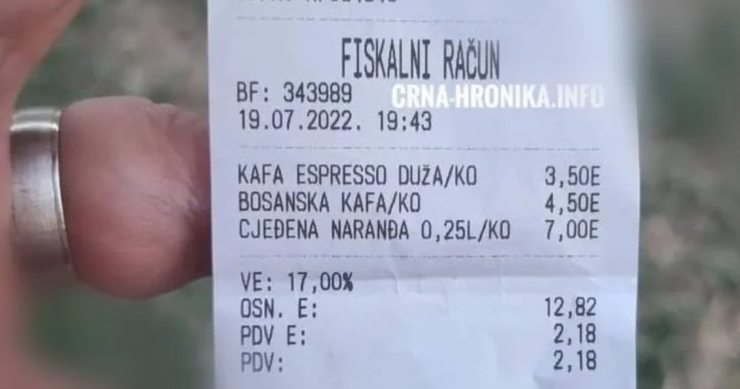 FISKALNI RAČUN
BF: 343989
CRNA-HRONIKA.INFO
19.07.2022. 19:43
KAFA ESPRESSO DUŽA/KO 3,50E
BOSANSKA KAFA/KO 4,50E
CJEĐENA NARANĐA 0,25L/KO 7,00E
VE: 17,00%
OSN. E: 12,82
PDV E: 2,18
PDV: 2,18